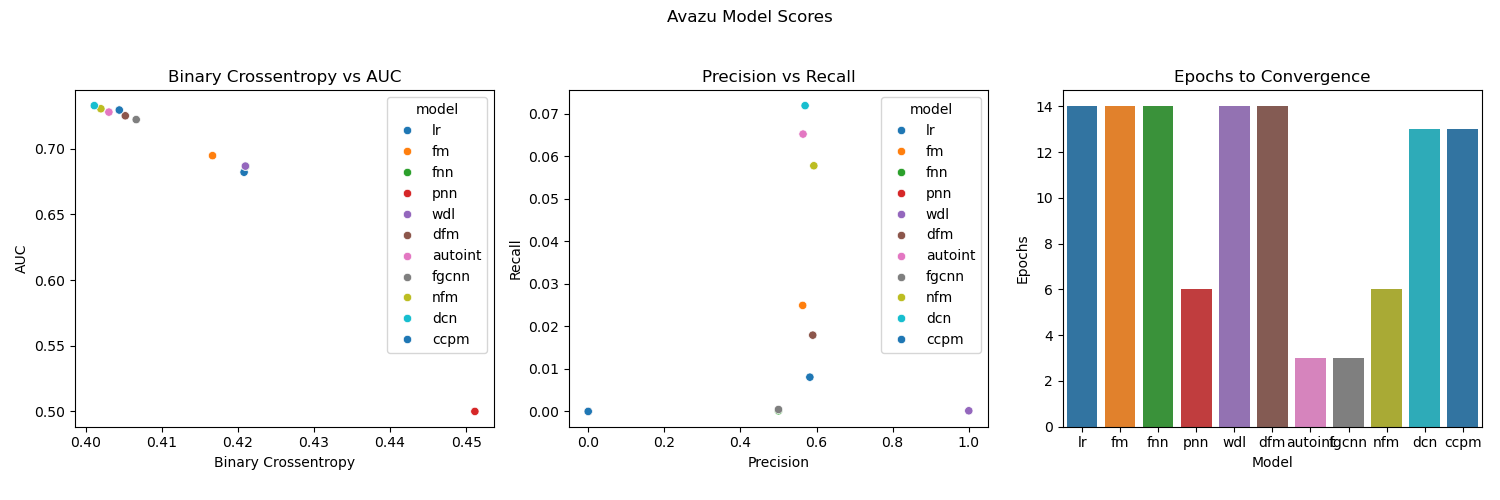 Avazu Model Scores
Binary Crossentropy vs AUC
AUC
0.70
0.65
0.60
0.55
0.50
0.40
0.41
0.42
0.43
0.44
0.45
Binary Crossentropy
model
lr
fm
fnn
pnn
wdl
dfm
autoint
fgcnn
nfm
dcn
ccpm
Precision vs Recall
Recall
0.07
0.06
0.05
0.04
0.03
0.02
0.01
0.00
0.0
0.2
0.4
0.6
0.8
1.0
Precision
model
lr
fm
fnn
pnn
wdl
dfm
autoint
fgcnn
nfm
dcn
ccpm
Epochs to Convergence
Epochs
14
12
10
8
6
4
2
0
lr
fm
fnn
pnn
wdl
dfm
autoint
fgcnn
nfm
dcn
ccpm
Model